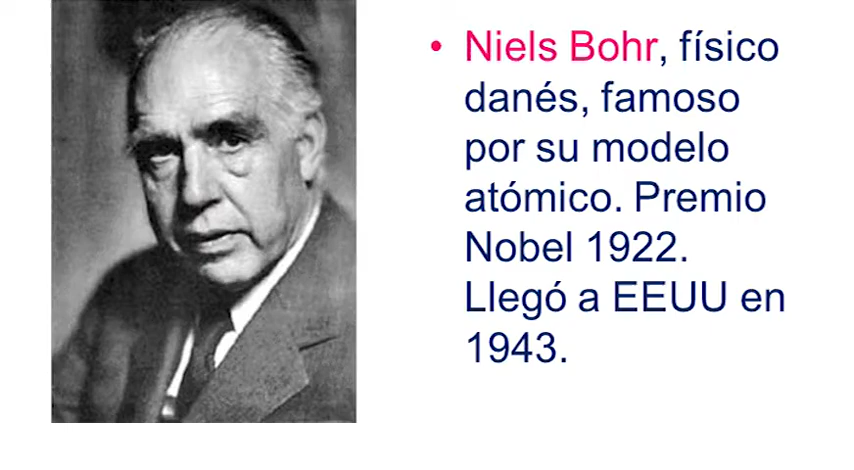 • Niels Bohr, físico
danés, famoso
por su modelo
atómico. Premio
Nobel 1922.
Llegó a EEUU en
1943.